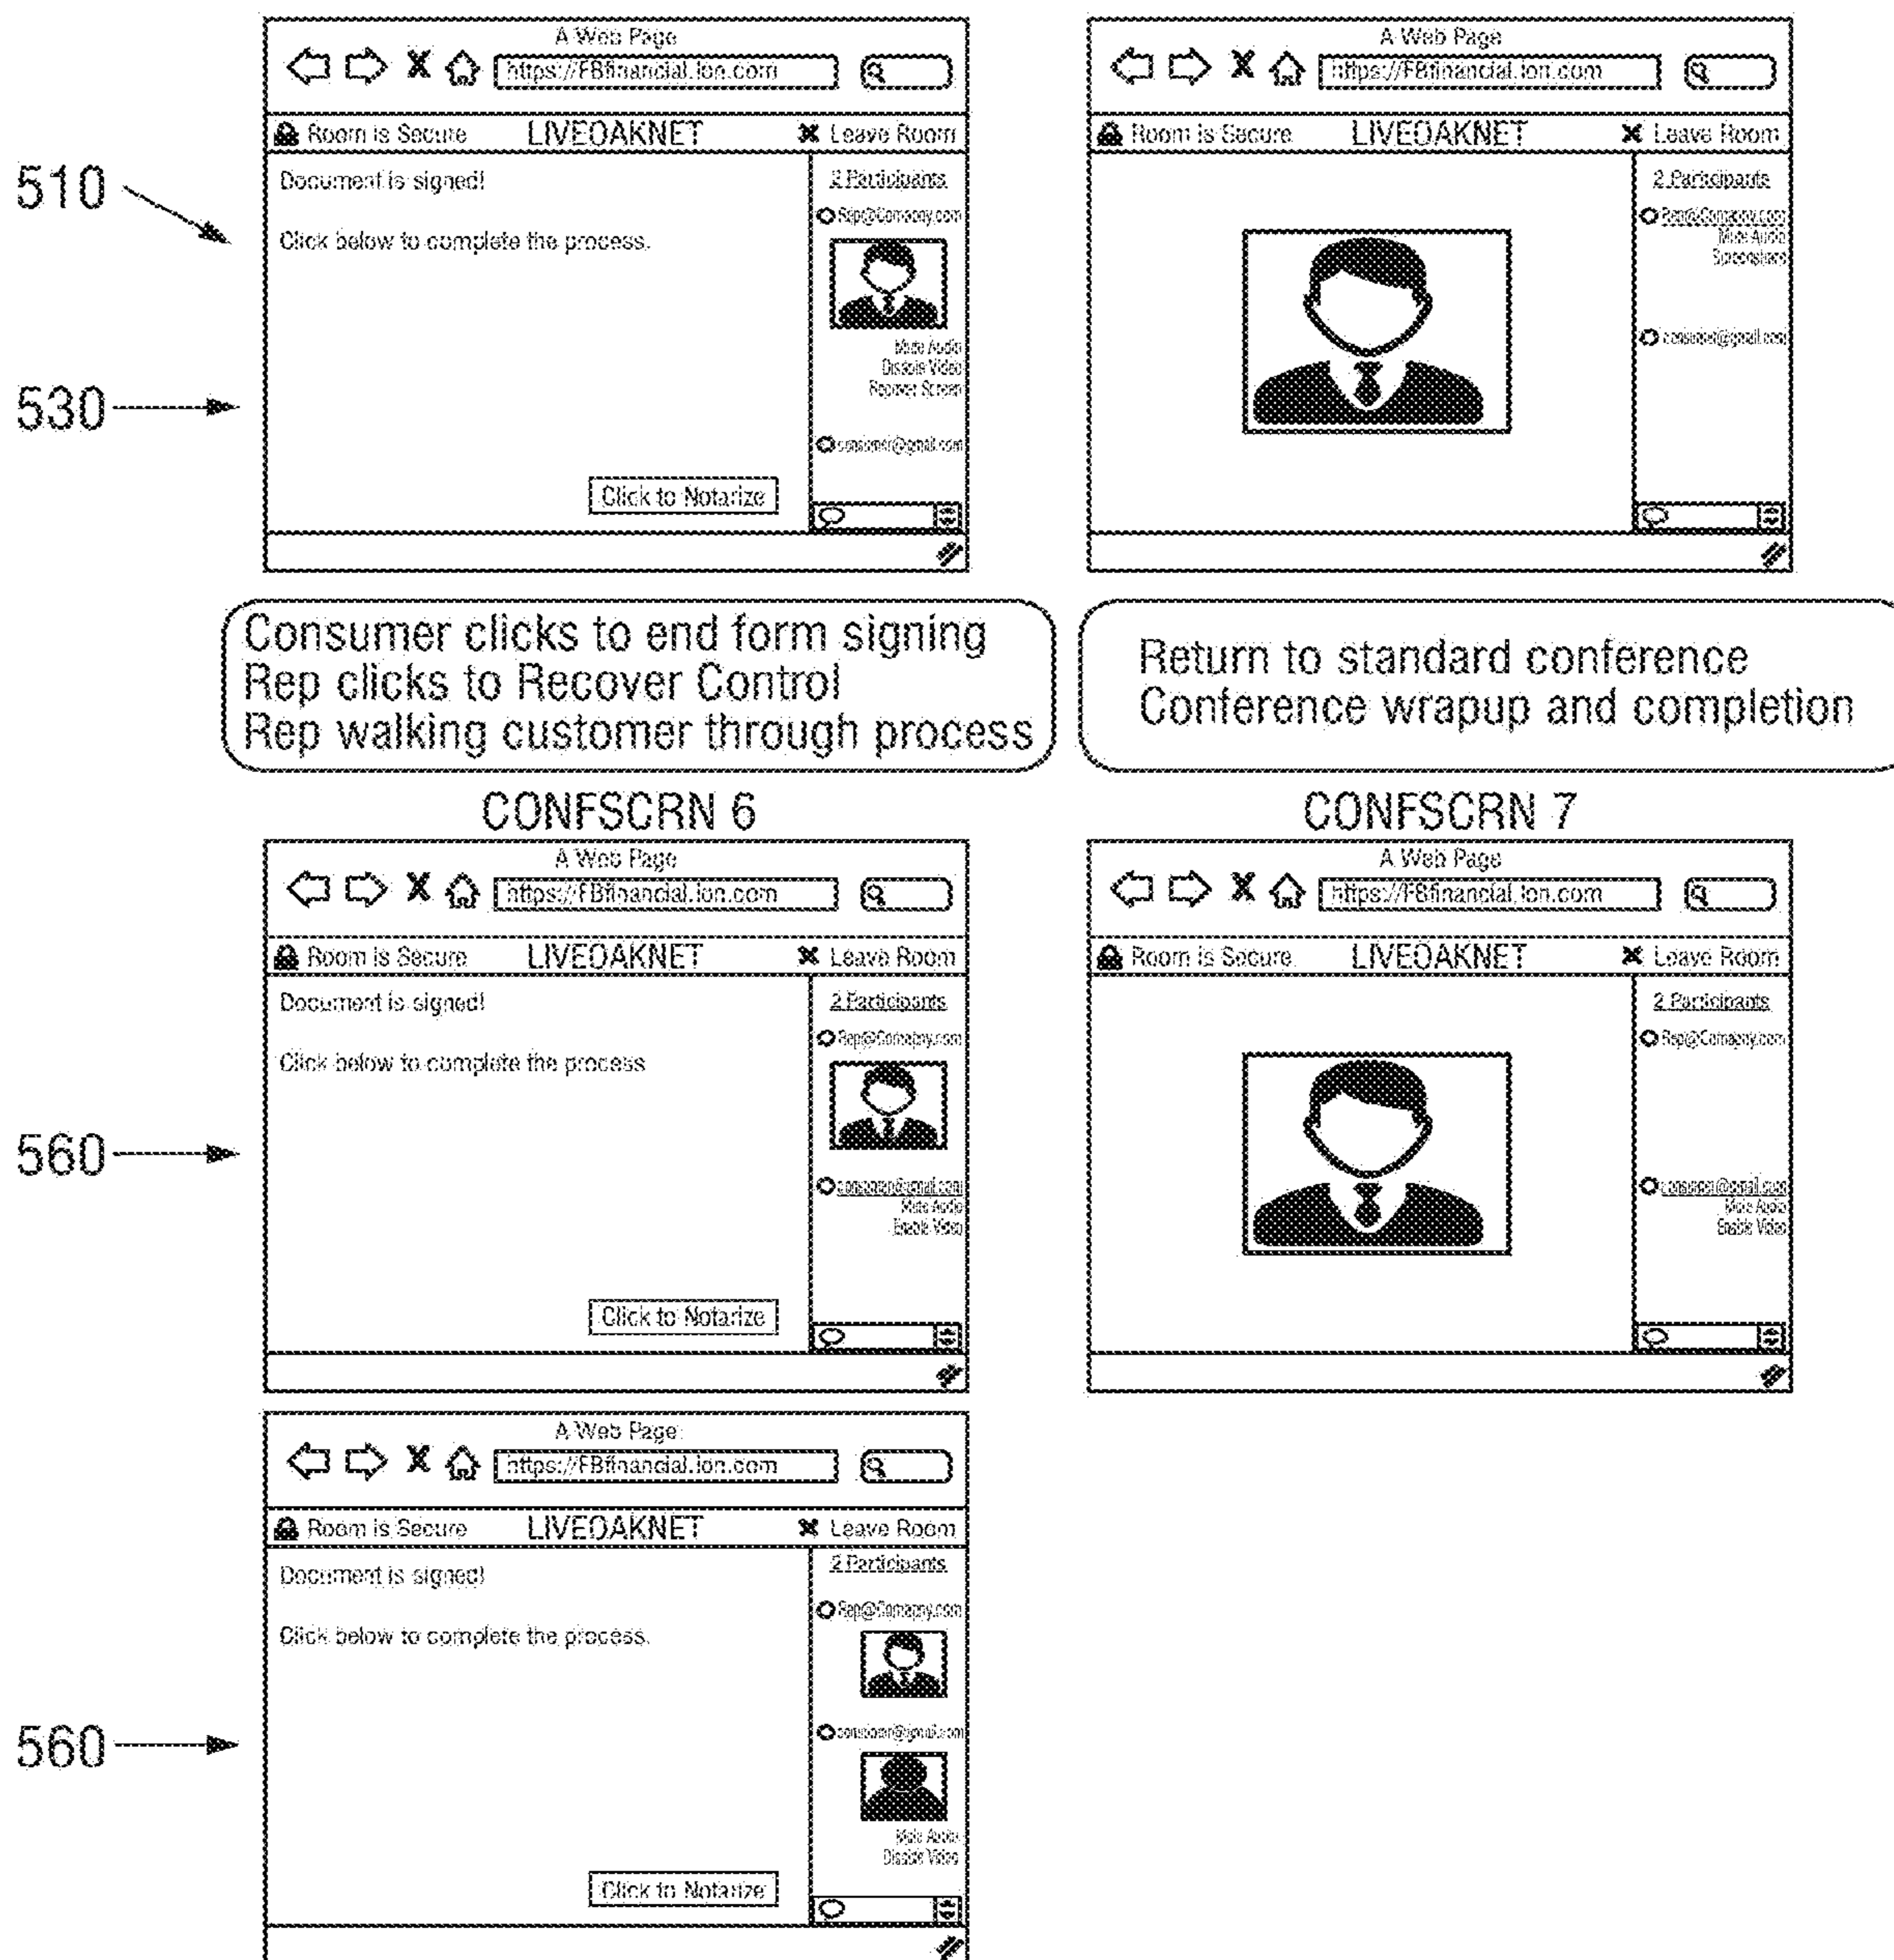 A Web Page
https://FBfinancial.lon.com
Room is Secure LIVEOAKNET Leave Room
510
Document is signed!
Click below to complete the process.
2 Participants
Rep@Comapny.com
Mute Audio
Disable Video
Recover Screen
530
consumer@gmail.com
Click to Notarize
A Web Page
https://FBfinancial.lon.com
Room is Secure LIVEOAKNET Leave Room
2 Participants
Rep@Comapny.com
Mute Audio
Screenshare
consumer@gmail.com
Consumer clicks to end form signing
Rep clicks to Recover Control
Rep walking customer through process
Return to standard conference
Conference wrapup and completion
CONFSCRN 6
A Web Page
https://FBfinancial.lon.com
Room is Secure LIVEOAKNET Leave Room
Document is signed!
Click below to complete the process
2 Participants
Rep@Comapny.com
560
consumer@gmail.com
Mute Audio
Enable Video
Click to Notarize
CONFSCRN 7
A Web Page
https://FBfinancial.lon.com
Room is Secure LIVEOAKNET Leave Room
2 Participants
Rep@Comapny.com
consumer@gmail.com
Mute Audio
Enable Video
A Web Page
https://FBfinancial.lon.com
Room is Secure LIVEOAKNET Leave Room
Document is signed!
Click below to complete the process.
2 Participants
Rep@Comapny.com
560
consumer@gmail.com
Mute Audio
Disable Video
Click to Notarize